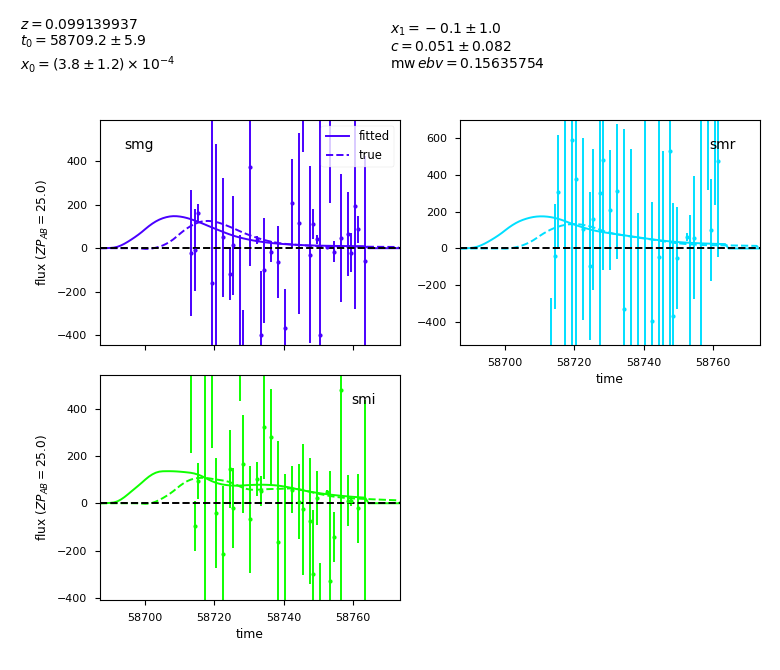 z = 0.099139937
t₀ = 58709.2 ± 5.9
x₀ = (3.8 ± 1.2) × 10⁻⁴
x₁ = −0.1 ± 1.0
c = 0.051 ± 0.082
mw ebv = 0.15635754
smg
fitted
true
400
200
0
−200
−400
flux (ZP_AB = 25.0)
smr
600
400
200
0
−200
−400
58700
58720
58740
58760
time
smi
400
200
0
−200
−400
flux (ZP_AB = 25.0)
58700
58720
58740
58760
time